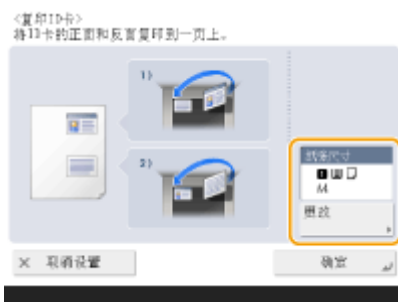 <复印ID卡>
将ID卡的正面和反面复印到一页上。
1)
2)
纸张尺寸
1
A4
更改
× 取消设置
确定